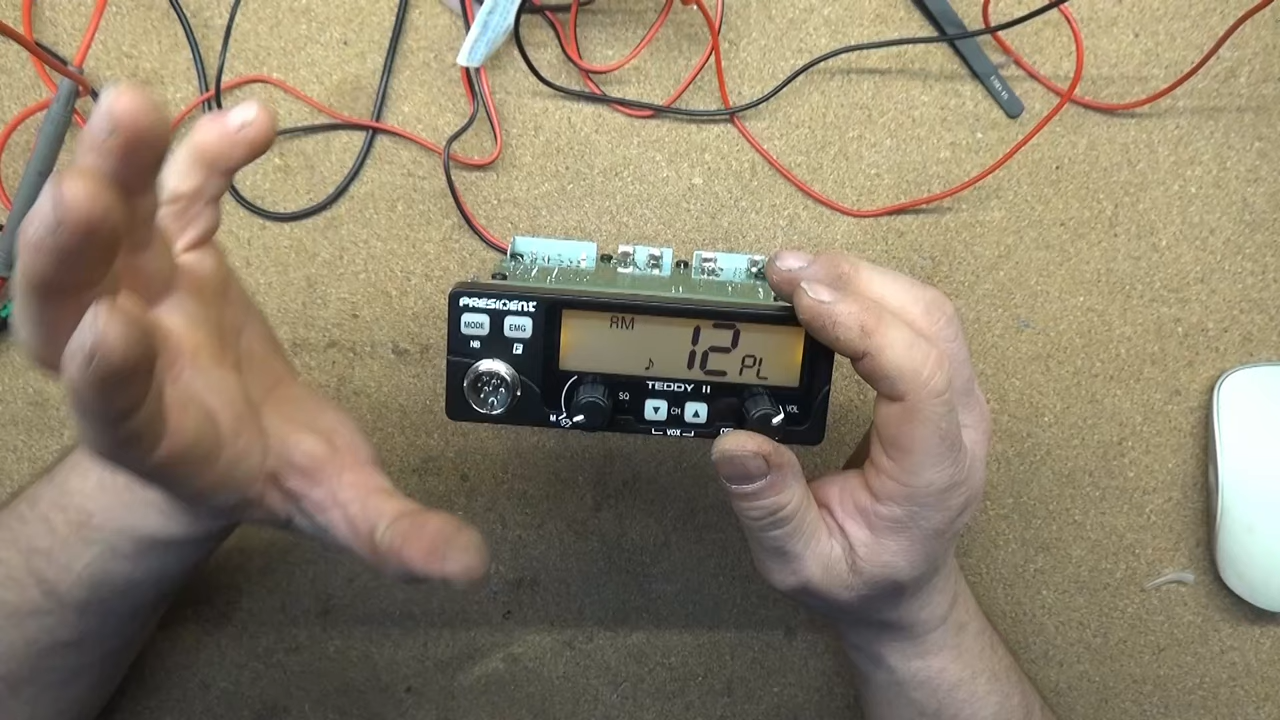 PRESIDENT
MODE EMG
NB F
AM
12 PL
TEDDY II
SQ
CH
VOL
M
VOX